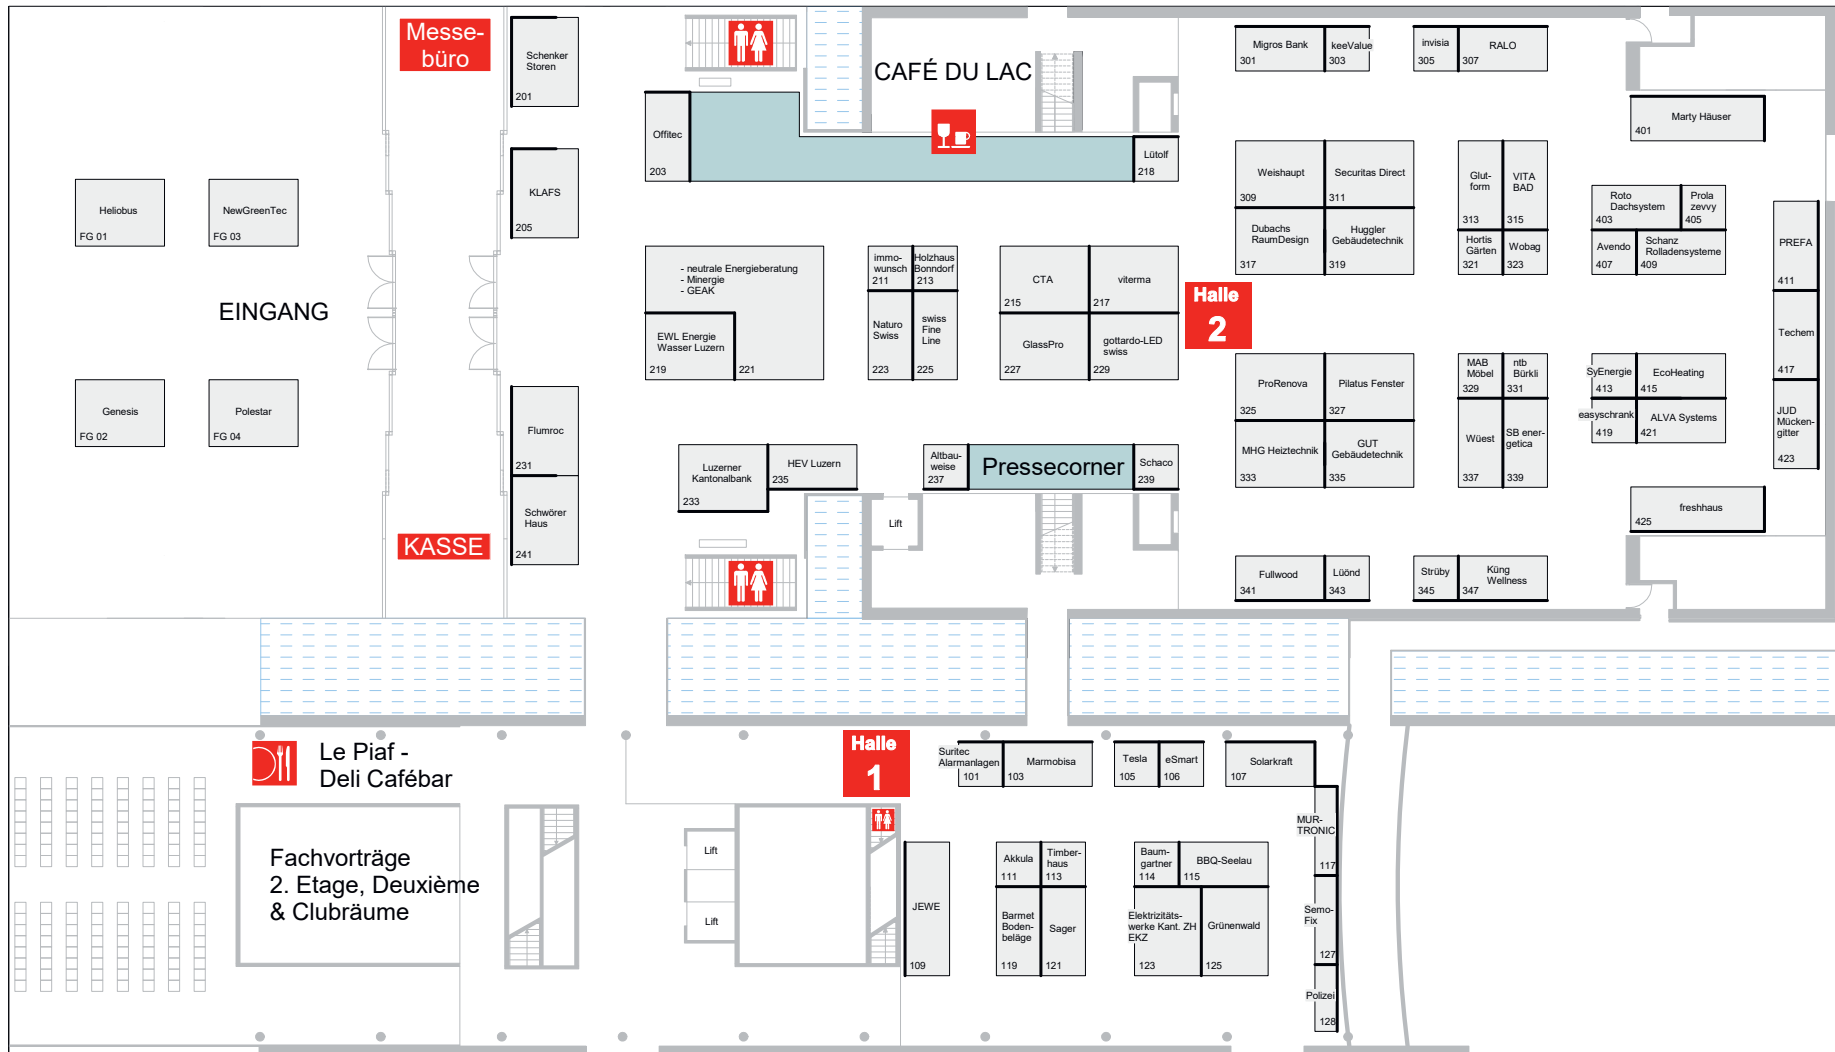 Messe-
büro
Schenker
Storen
201
CAFÉ DU LAC
Migros Bank
301
keeValue
303
invisia
305
RALO
307
Marty Häuser
401
Offitec
203
Lütolf
218
KLAFS
205
Heliobus
FG 01
NewGreenTec
FG 03
Weishaupt
309
Securitas Direct
311
Dubachs
RaumDesign
317
Huggler
Gebäudetechnik
319
Glut-
form
313
VITA
BAD
315
Hortis
Gärten
321
Wobag
323
Roto
Dachsystem
403
Prola
zevvy
405
Avendo
407
Schanz
Rolladensysteme
409
PREFA
411
Techem
417
JUD
Mücken-
gitter
423
EINGANG
- neutrale Energieberatung
- Minergie
- GEAK
EWL Energie
Wasser Luzern
219
221
immo-
wunsch
211
Holzhaus
Bonndorf
213
Naturo
Swiss
223
swiss
Fine
Line
225
CTA
215
viterma
217
GlassPro
227
gottardo-LED
swiss
229
Halle
2
Genesis
FG 02
Polestar
FG 04
Flumroc
231
Schwörer
Haus
241
KASSE
Luzerner
Kantonalbank
233
HEV Luzern
235
Altbau-
weise
237
Pressecorner
Schaco
239
Lift
ProRenova
325
Pilatus Fenster
327
MHG Heiztechnik
333
GUT
Gebäudetechnik
335
MAB
Möbel
329
ntb
Bürkli
331
Wüest
337
SB ener-
getica
339
SyEnergie
413
EcoHeating
415
easyschrank
419
ALVA Systems
421
freshhaus
425
Fullwood
341
Lüönd
343
Strüby
345
Küng
Wellness
347
Le Piaf -
Deli Cafébar
Halle
1
Suritec
Alarmanlagen
101
Marmobisa
103
Tesla
105
eSmart
106
Solarkraft
107
MUR-
TRONIC
117
Fachvorträge
2. Etage, Deuxième
& Clubräume
Lift
Lift
JEWE
109
Akkula
111
Timber-
haus
113
Barmet
Boden-
beläge
119
Sager
121
Baum-
gartner
114
BBQ-Seelau
115
Elektrizitäts-
werke Kant. ZH
EKZ
123
Grünenwald
125
Semo-
Fix
127
Polizei
128